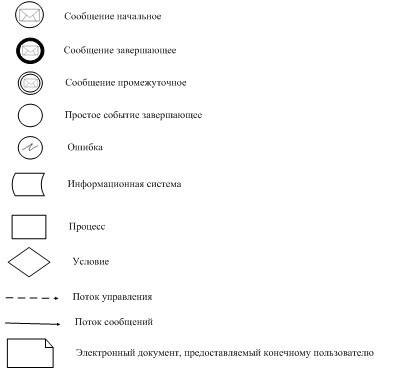 Сообщение начальное
Сообщение завершающее
Сообщение промежуточное
Простое событие завершающее
Ошибка
Информационная система
Процесс
Условие
Поток управления
Поток сообщений
Электронный документ, предоставляемый конечному пользователю